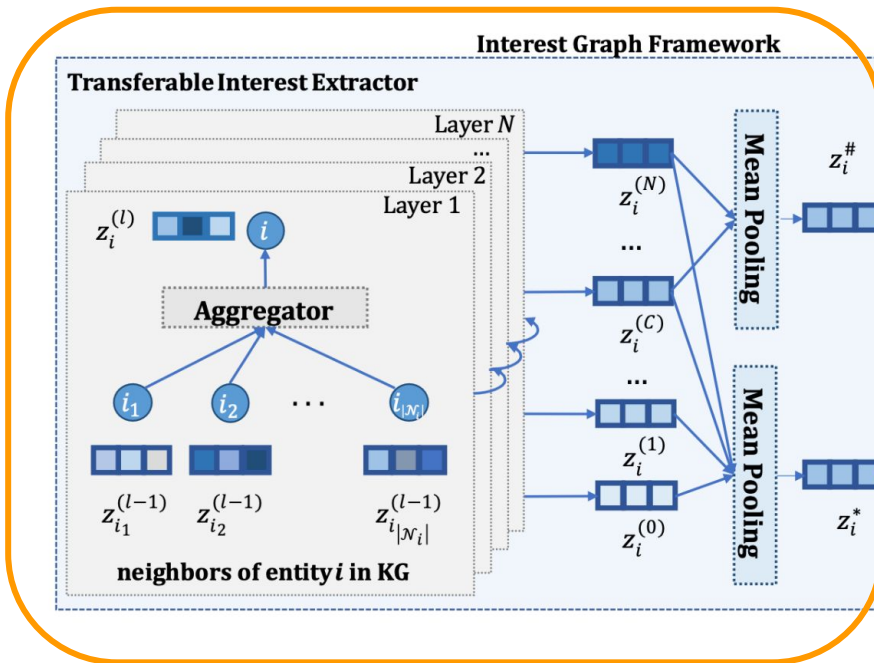 Interest Graph Framework
Transferable Interest Extractor
Layer N
...
Layer 2
Layer 1
z_i^{(l)}
i
Aggregator
i_1
i_2
...
i_{|𝒩_i|}
z_{i_1}^{(l−1)}
z_{i_2}^{(l−1)}
z_{i_{|𝒩_i|}}^{(l−1)}
neighbors of entity i in KG
z_i^{(N)}
...
z_i^{(C)}
...
z_i^{(1)}
z_i^{(0)}
Mean Pooling
z_i^#
Mean Pooling
z_i^*